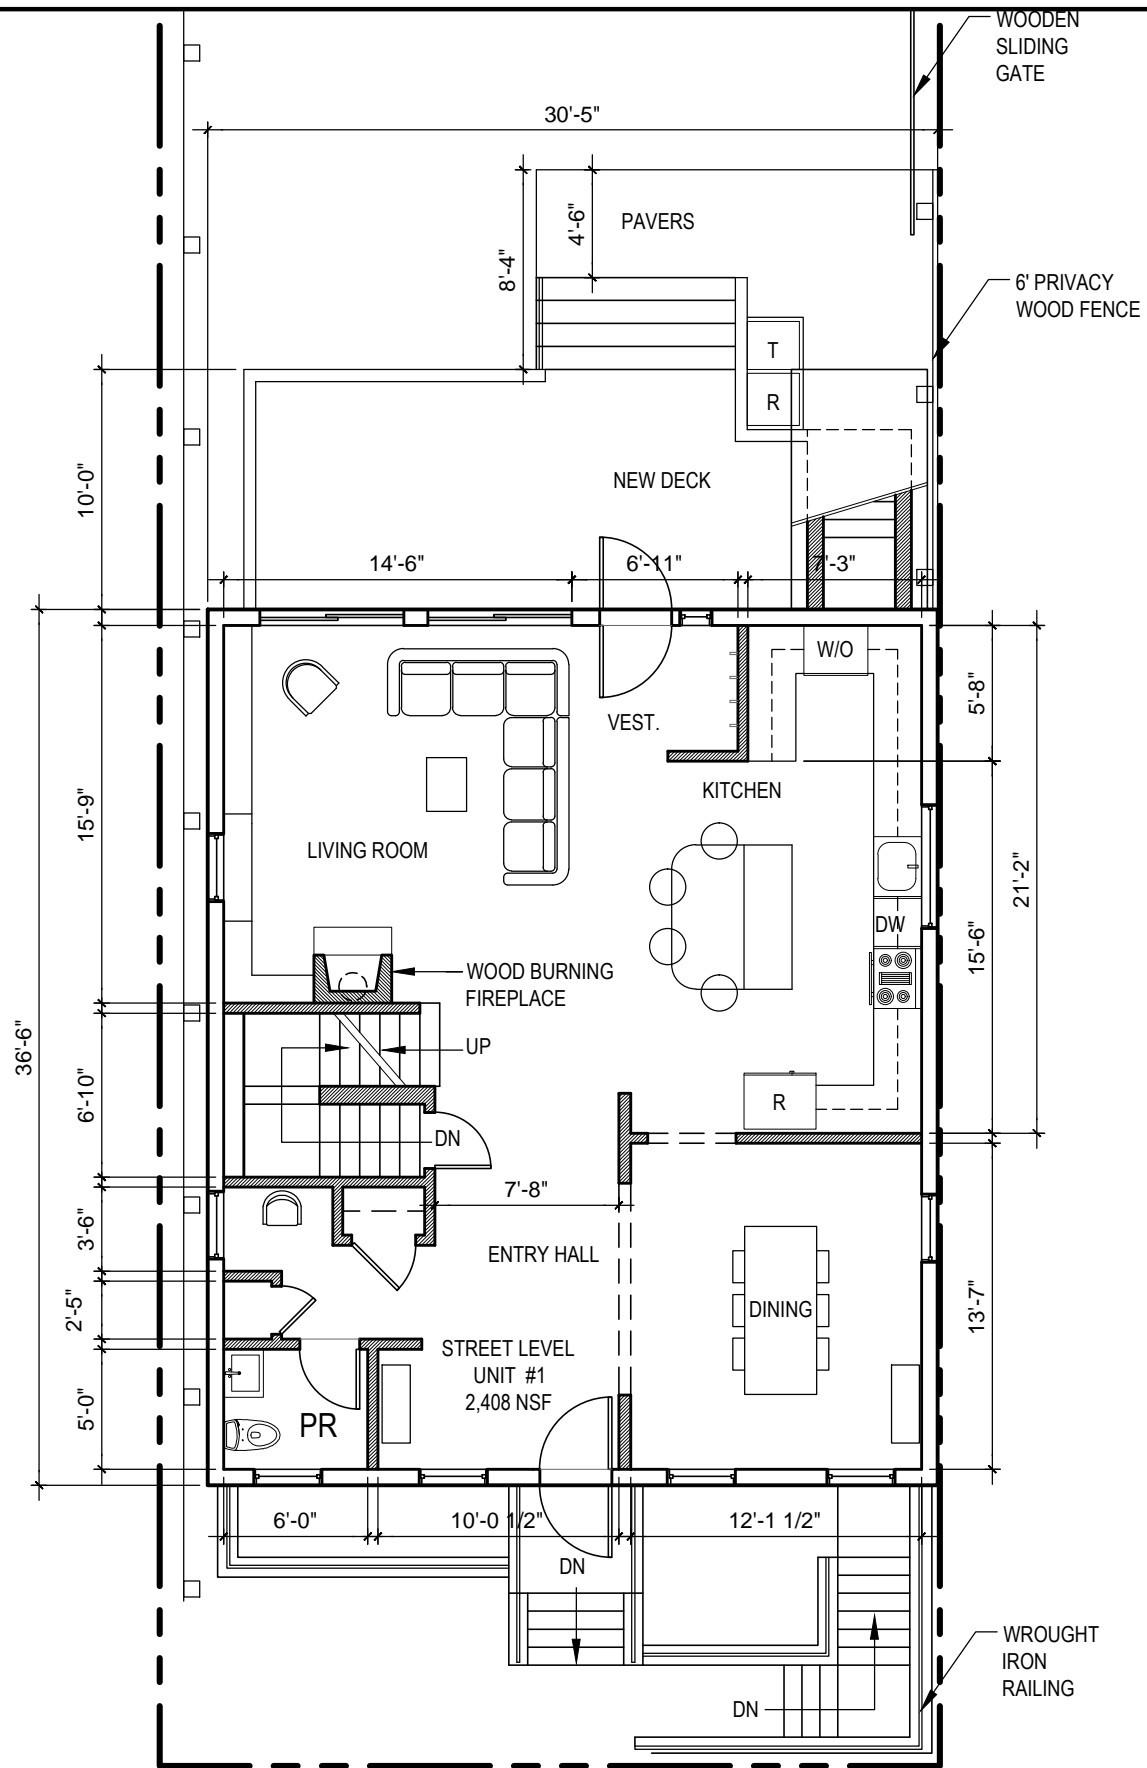 WOODEN
SLIDING
GATE
30'-5"
4'-6"
PAVERS
8'-4"
6' PRIVACY
WOOD FENCE
T
R
10'-0"
NEW DECK
14'-6"
6'-11"
7'-3"
W/O
5'-8"
VEST.
KITCHEN
15'-9"
LIVING ROOM
21'-2"
DW
15'-6"
WOOD BURNING
FIREPLACE
36'-6"
UP
6'-10"
R
DN
7'-8"
3'-6"
ENTRY HALL
2'-5"
DINING
13'-7"
STREET LEVEL
UNIT #1
2,408 NSF
5'-0"
PR
6'-0"
10'-0 1/2"
12'-1 1/2"
DN
WROUGHT
IRON
RAILING
DN